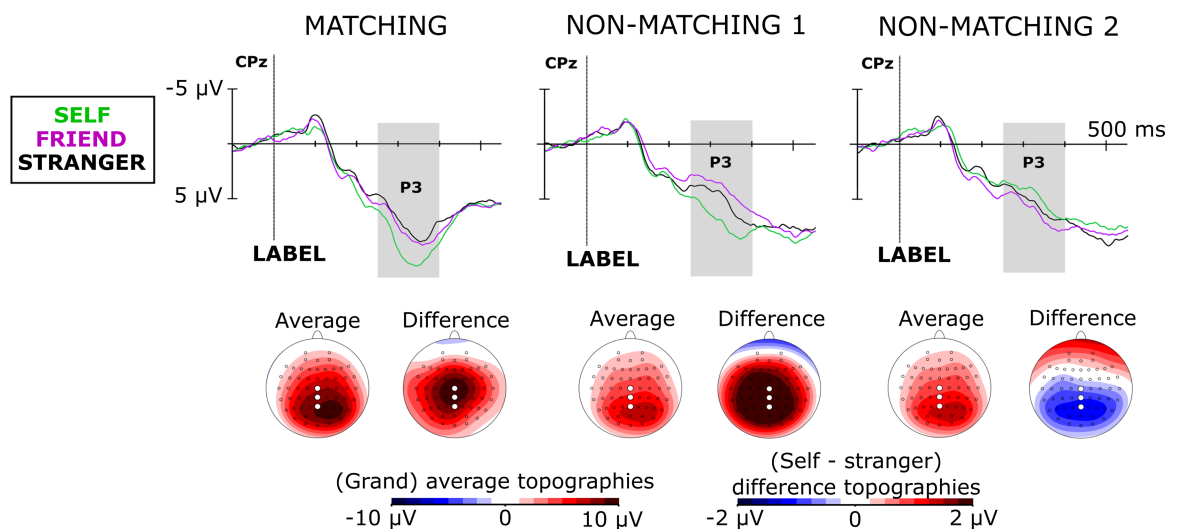 MATCHING
NON-MATCHING 1
NON-MATCHING 2
SELF
FRIEND
STRANGER
CPz
-5 µV
5 µV
P3
LABEL
CPz
P3
LABEL
CPz
500 ms
P3
LABEL
Average
Difference
Average
Difference
Average
Difference
(Grand) average topographies
-10 µV
0
10 µV
(Self - stranger)
difference topographies
-2 µV
0
2 µV